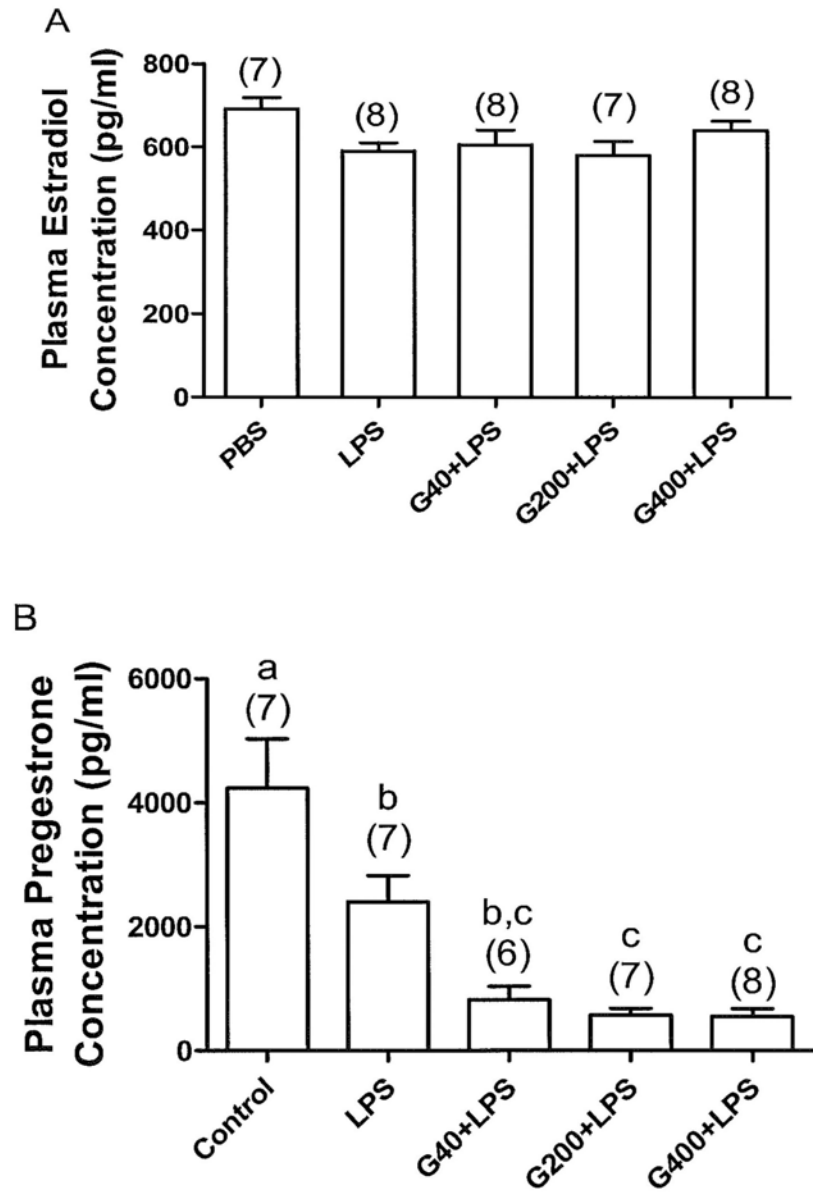 A
Plasma Estradiol
Concentration (pg/ml)
800
600
400
200
0
(7)
(8)
(8)
(7)
(8)
PBS
LPS
G40+LPS
G200+LPS
G400+LPS
B
Plasma Pregestrone
Concentration (pg/ml)
6000
4000
2000
0
a
(7)
b
(7)
b,c
(6)
c
(7)
c
(8)
Control
LPS
G40+LPS
G200+LPS
G400+LPS